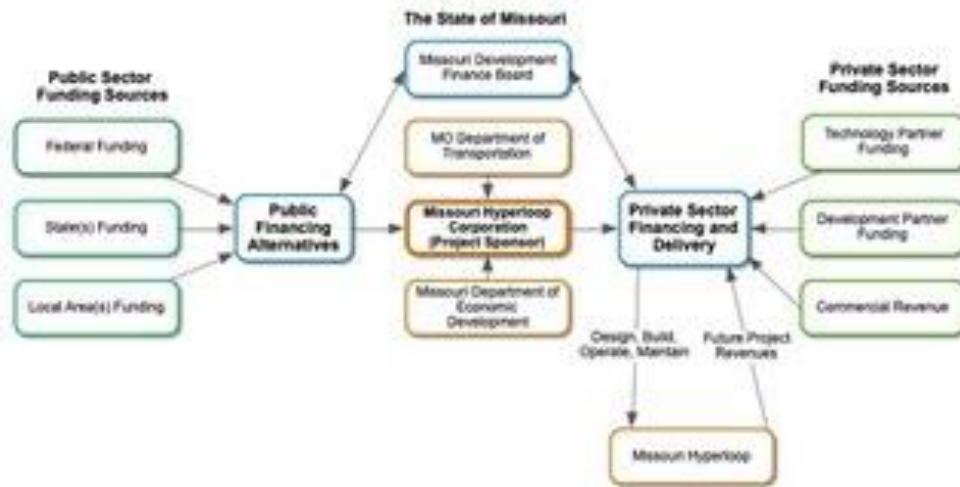 The State of Missouri
Missouri Development
Finance Board
Public Sector
Funding Sources
Private Sector
Funding Sources
Federal Funding
MO Department of
Transportation
Technology Partner
Funding
State(s) Funding
Public
Financing
Alternatives
Missouri Hyperloop
Corporation
(Project Sponsor)
Private Sector
Financing and
Delivery
Development Partner
Funding
Local Area(s) Funding
Missouri Department of
Economic
Development
Commercial Revenue
Design, Build,
Operate, Maintain
Future Project
Revenues
Missouri Hyperloop